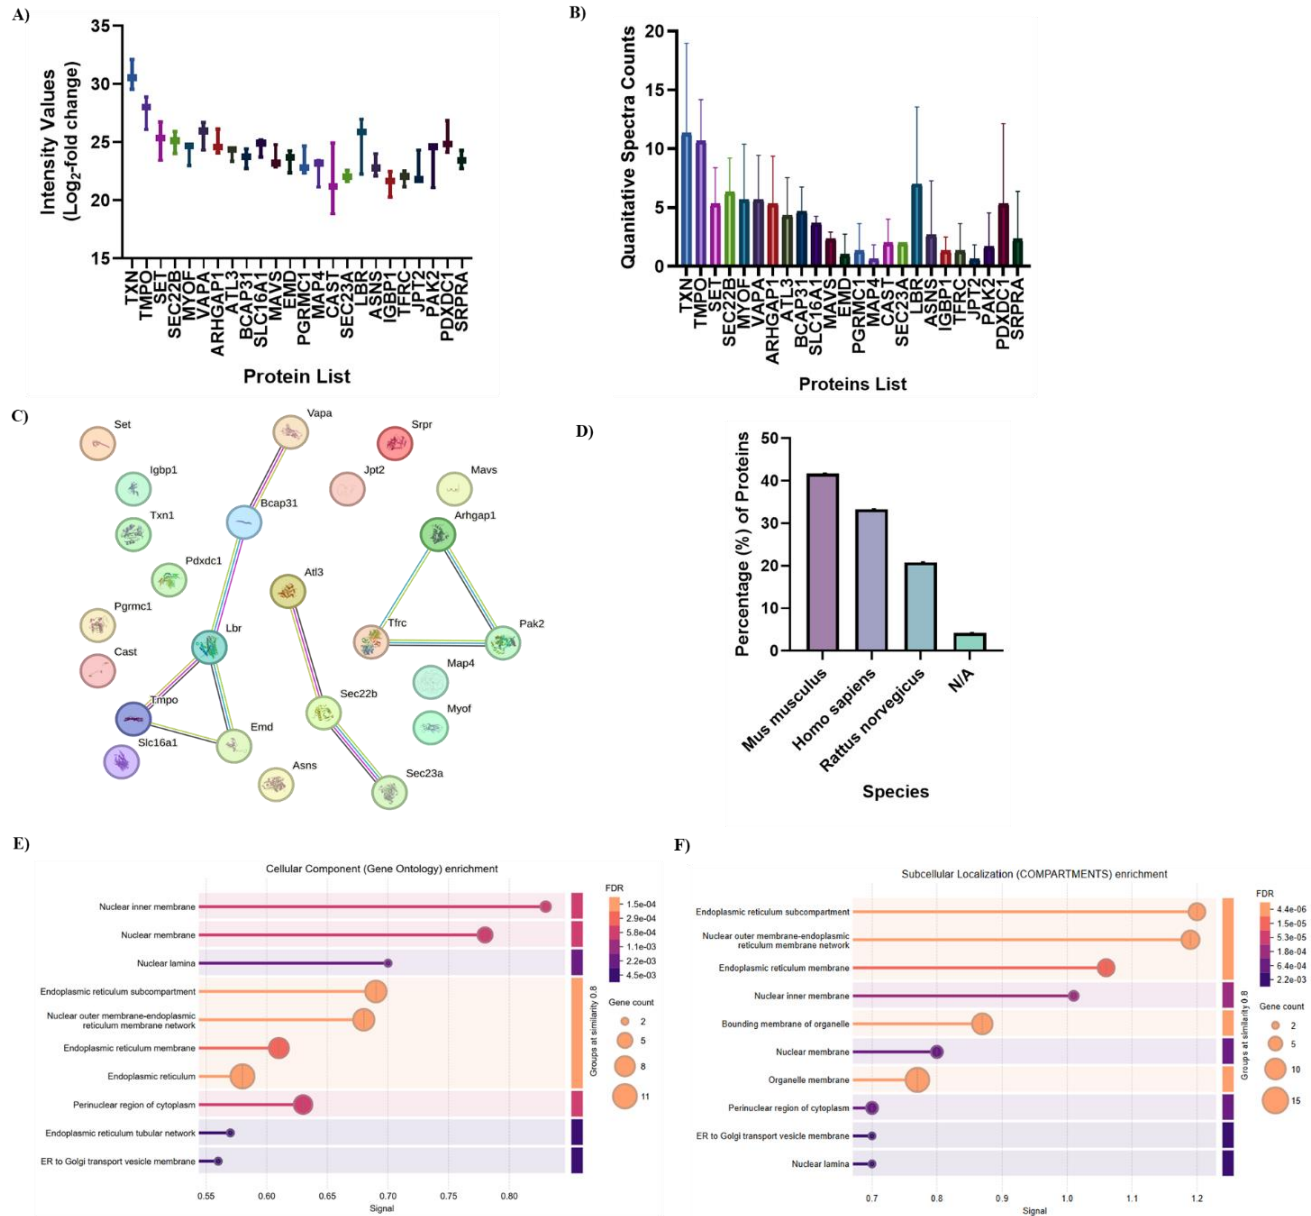 A)
35
30
25
20
15
Intensity Values
(Log2-fold change)
TXN
TMPO
SET
SEC22B
MYOF
VAPA
ARHGAP1
ATL3
BCAP31
SLC16A1
MAVS
EMD
PGRMC1
MAP4
CAST
SEC23A
LBR
ASNS
IGBP1
TFRC
JPT2
PAK2
PDXDC1
SRPRA
Protein List
B)
20
15
10
5
0
Quanitative Spectra Counts
TXN
TMPO
SET
SEC22B
MYOF
VAPA
ARHGAP1
ATL3
BCAP31
SLC16A1
MAVS
EMD
PGRMC1
MAP4
CAST
SEC23A
LBR
ASNS
IGBP1
TFRC
JPT2
PAK2
PDXDC1
SRPRA
Proteins List
C)
Set
Vapa
Srpr
Igbp1
Jpt2
Mavs
Bcap31
Txn1
Arhgap1
Pdxdc1
Atl3
Pgrmc1
Lbr
Tfrc
Pak2
Cast
Map4
Tmpo
Sec22b
Myof
Emd
Slc16a1
Asns
Sec23a
D)
50
40
30
20
10
0
Percentage (%) of Proteins
Mus musculus
Homo sapiens
Rattus norvegicus
N/A
Species
E)
Cellular Component (Gene Ontology) enrichment
Nuclear inner membrane
Nuclear membrane
Nuclear lamina
Endoplasmic reticulum subcompartment
Nuclear outer membrane-endoplasmic
reticulum membrane network
Endoplasmic reticulum membrane
Endoplasmic reticulum
Perinuclear region of cytoplasm
Endoplasmic reticulum tubular network
ER to Golgi transport vesicle membrane
0.55 0.60 0.65 0.70 0.75 0.80
Signal
Groups at similarity 0.8
FDR
1.5e-04
2.9e-04
5.8e-04
1.1e-03
2.2e-03
4.5e-03
Gene count
2
5
8
11
F)
Subcellular Localization (COMPARTMENTS) enrichment
Endoplasmic reticulum subcompartment
Nuclear outer membrane-endoplasmic
reticulum membrane network
Endoplasmic reticulum membrane
Nuclear inner membrane
Bounding membrane of organelle
Nuclear membrane
Organelle membrane
Perinuclear region of cytoplasm
ER to Golgi transport vesicle membrane
Nuclear lamina
0.7 0.8 0.9 1.0 1.1 1.2
Signal
Groups at similarity 0.8
FDR
4.4e-06
1.5e-05
5.3e-05
1.8e-04
6.4e-04
2.2e-03
Gene count
2
5
10
15